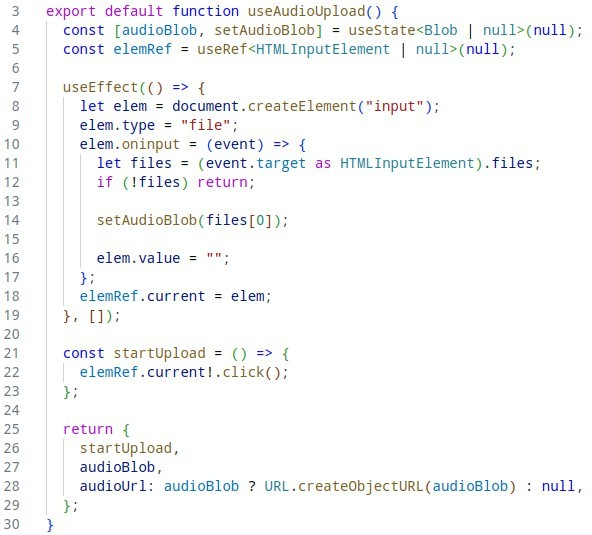 3 export default function useAudioUpload() {
4   const [audioBlob, setAudioBlob] = useState<Blob | null>(null);
5   const elemRef = useRef<HTMLInputElement | null>(null);
6
7   useEffect(() => {
8     let elem = document.createElement("input");
9     elem.type = "file";
10     elem.oninput = (event) => {
11       let files = (event.target as HTMLInputElement).files;
12       if (!files) return;
13
14       setAudioBlob(files[0]);
15
16       elem.value = "";
17     };
18     elemRef.current = elem;
19   }, []);
20
21   const startUpload = () => {
22     elemRef.current!.click();
23   };
24
25   return {
26     startUpload,
27     audioBlob,
28     audioUrl: audioBlob ? URL.createObjectURL(audioBlob) : null,
29   };
30 }